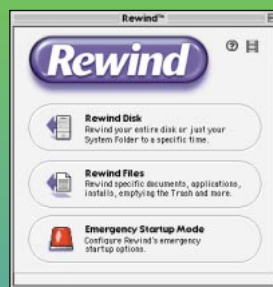 Rewind™
Rewind
Rewind Disk
Rewind your entire disk or just your
System Folder to a specific time.
Rewind Files
Rewind specific documents, applications,
installs, emptying the Trash and more.
Emergency Startup Mode
Configure Rewind's emergency
startup options.